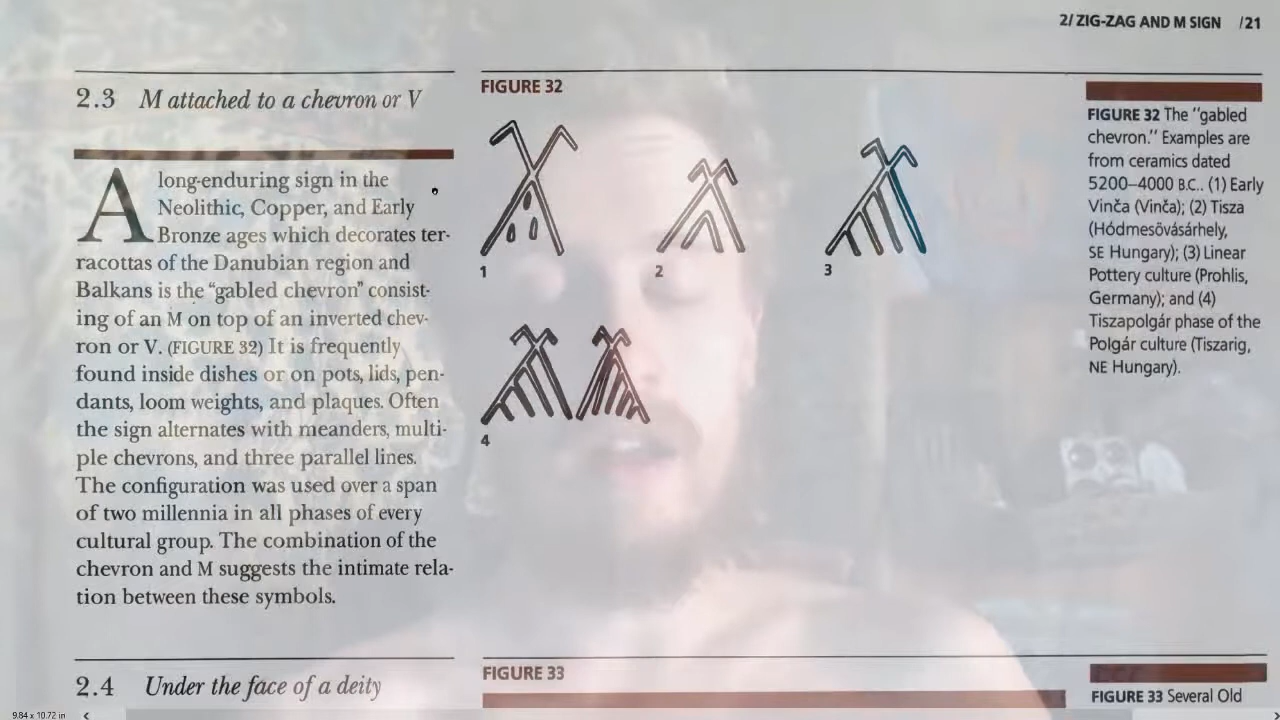 2/ ZIG-ZAG AND M SIGN /21
2.3 M attached to a chevron or V
A long-enduring sign in the
Neolithic, Copper, and Early
Bronze ages which decorates ter-
racottas of the Danubian region and
Balkans is the “gabled chevron” consist-
ing of an M on top of an inverted chev-
ron or V. (FIGURE 32) It is frequently
found inside dishes or on pots, lids, pen-
dants, loom weights, and plaques. Often
the sign alternates with meanders, multi-
ple chevrons, and three parallel lines.
The configuration was used over a span
of two millennia in all phases of every
cultural group. The combination of the
chevron and M suggests the intimate rela-
tion between these symbols.
FIGURE 32
1
2
3
4
FIGURE 32 The "gabled
chevron." Examples are
from ceramics dated
5200–4000 B.C.. (1) Early
Vinča (Vinča); (2) Tisza
(Hódmesövásárhely,
SE Hungary); (3) Linear
Pottery culture (Prohlis,
Germany); and (4)
Tiszapolgár phase of the
Polgár culture (Tiszarig,
NE Hungary).
2.4 Under the face of a deity
FIGURE 33
FIGURE 33 Several Old
9.84 x 10.72 in